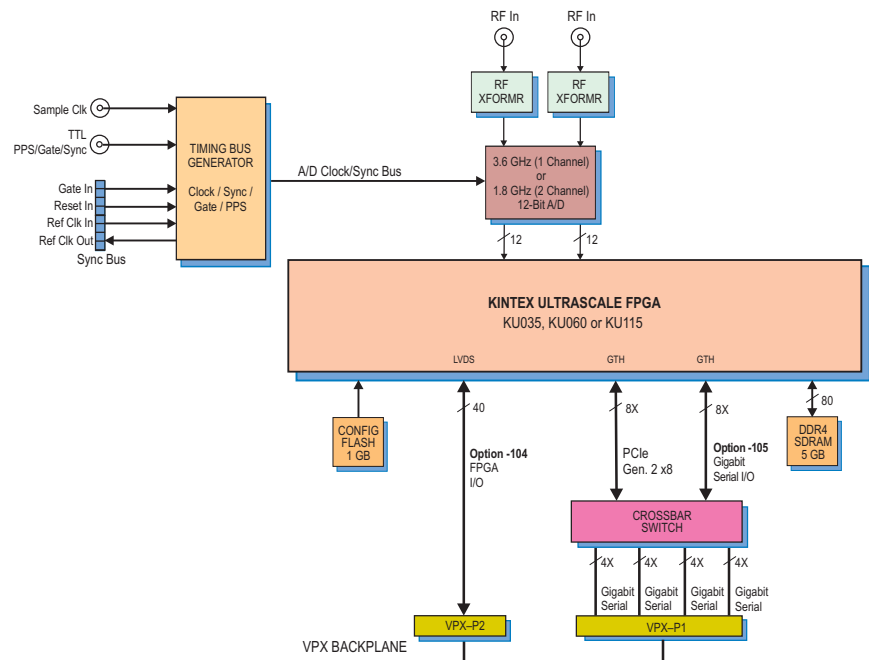 RF In
RF In
RF
XFORMR
RF
XFORMR
Sample Clk
TTL
PPS/Gate/Sync
TIMING BUS
GENERATOR
Clock / Sync /
Gate / PPS
Gate In
Reset In
Ref Clk In
Ref Clk Out
Sync Bus
A/D Clock/Sync Bus
3.6 GHz (1 Channel)
or
1.8 GHz (2 Channel)
12-Bit A/D
12
12
KINTEX ULTRASCALE FPGA
KU035, KU060 or KU115
LVDS
GTH
GTH
40
8X
8X
80
CONFIG
FLASH
1 GB
Option -104
FPGA
I/O
PCIe
Gen. 2 x8
Option -105
Gigabit
Serial I/O
DDR4
SDRAM
5 GB
CROSSBAR
SWITCH
4X
4X
4X
4X
Gigabit
Serial
Gigabit
Serial
Gigabit
Serial
Gigabit
Serial
VPX–P2
VPX–P1
VPX BACKPLANE